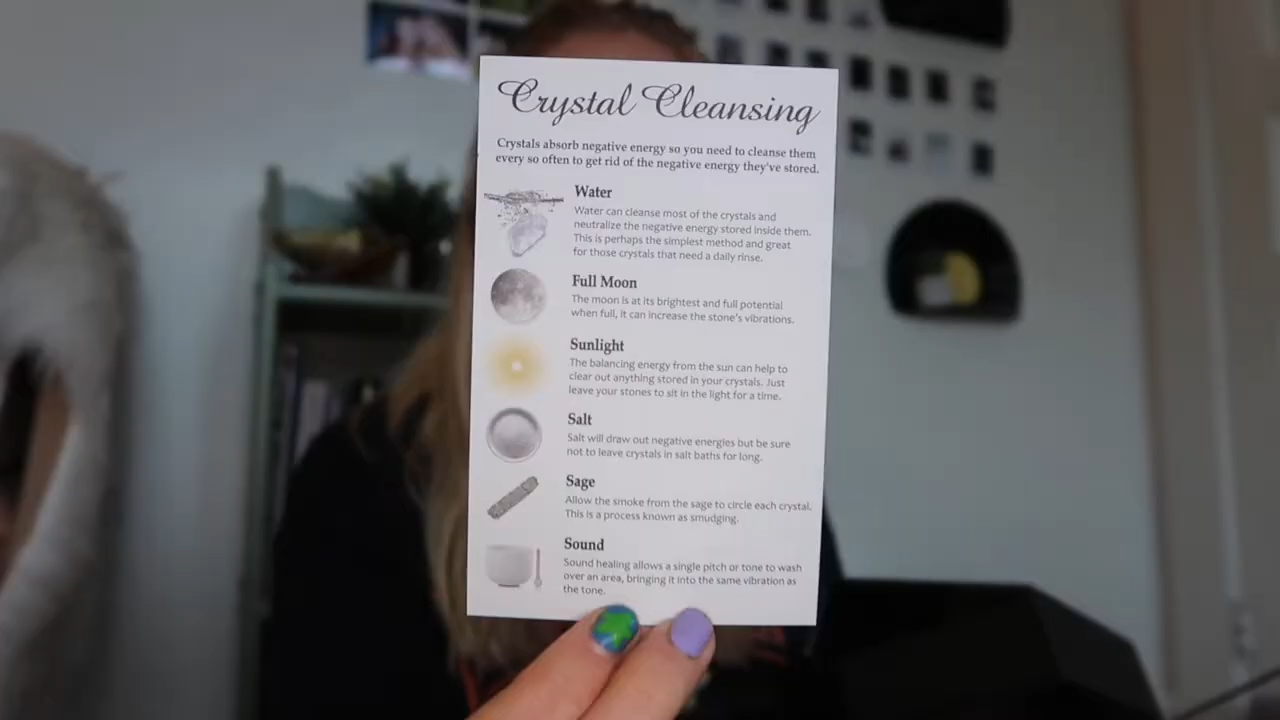 Crystal Cleansing
Crystals absorb negative energy so you need to cleanse them
every so often to get rid of the negative energy they've stored.
Water
Water can cleanse most of the crystals and
neutralize the negative energy stored inside them.
This is perhaps the simplest method and great
for those crystals that need a daily rinse.
Full Moon
The moon is at its brightest and full potential
when full, it can increase the stone's vibrations.
Sunlight
The balancing energy from the sun can help to
clear out anything stored in your crystals. Just
leave your stones to sit in the light for a time.
Salt
Salt will draw out negative energies but be sure
not to leave crystals in salt baths for long.
Sage
Allow the smoke from the sage to circle each crystal.
This is a process known as smudging.
Sound
Sound healing allows a single pitch or tone to wash
over an area, bringing it into the same vibration as
the tone.